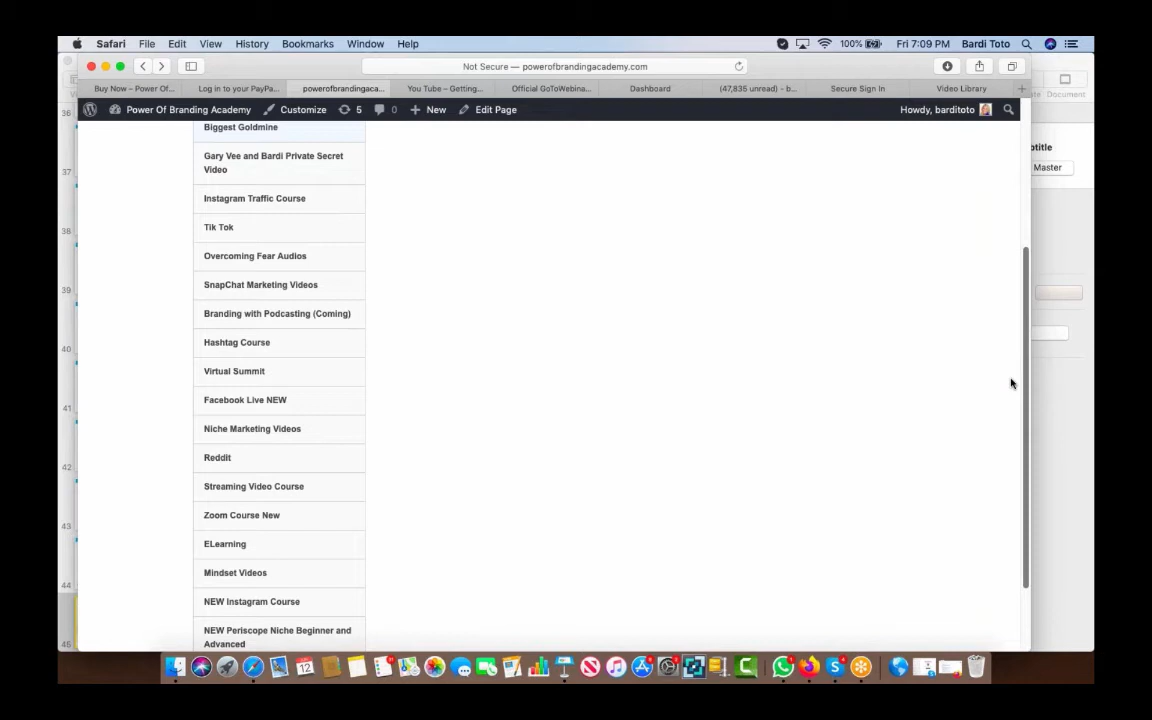 Safari File Edit View History Bookmarks Window Help 100% Fri 7:09 PM Bardi Toto
Not Secure — powerofbrandingacademy.com
Buy Now – Power Of... Log in to your PayPa... powerofbrandingaca... You Tube – Getting... Official GoToWebina... Dashboard (47,835 unread) - b... Secure Sign In Video Library
Power Of Branding Academy Customize 5 0 New Edit Page Howdy, barditoto
Document
36
37
38
39
40
41
42
43
44
45
Biggest Goldmine
Gary Vee and Bardi Private Secret
Video
Instagram Traffic Course
Tik Tok
Overcoming Fear Audios
SnapChat Marketing Videos
Branding with Podcasting (Coming)
Hashtag Course
Virtual Summit
Facebook Live NEW
Niche Marketing Videos
Reddit
Streaming Video Course
Zoom Course New
ELearning
Mindset Videos
NEW Instagram Course
NEW Periscope Niche Beginner and
Advanced
Master
12